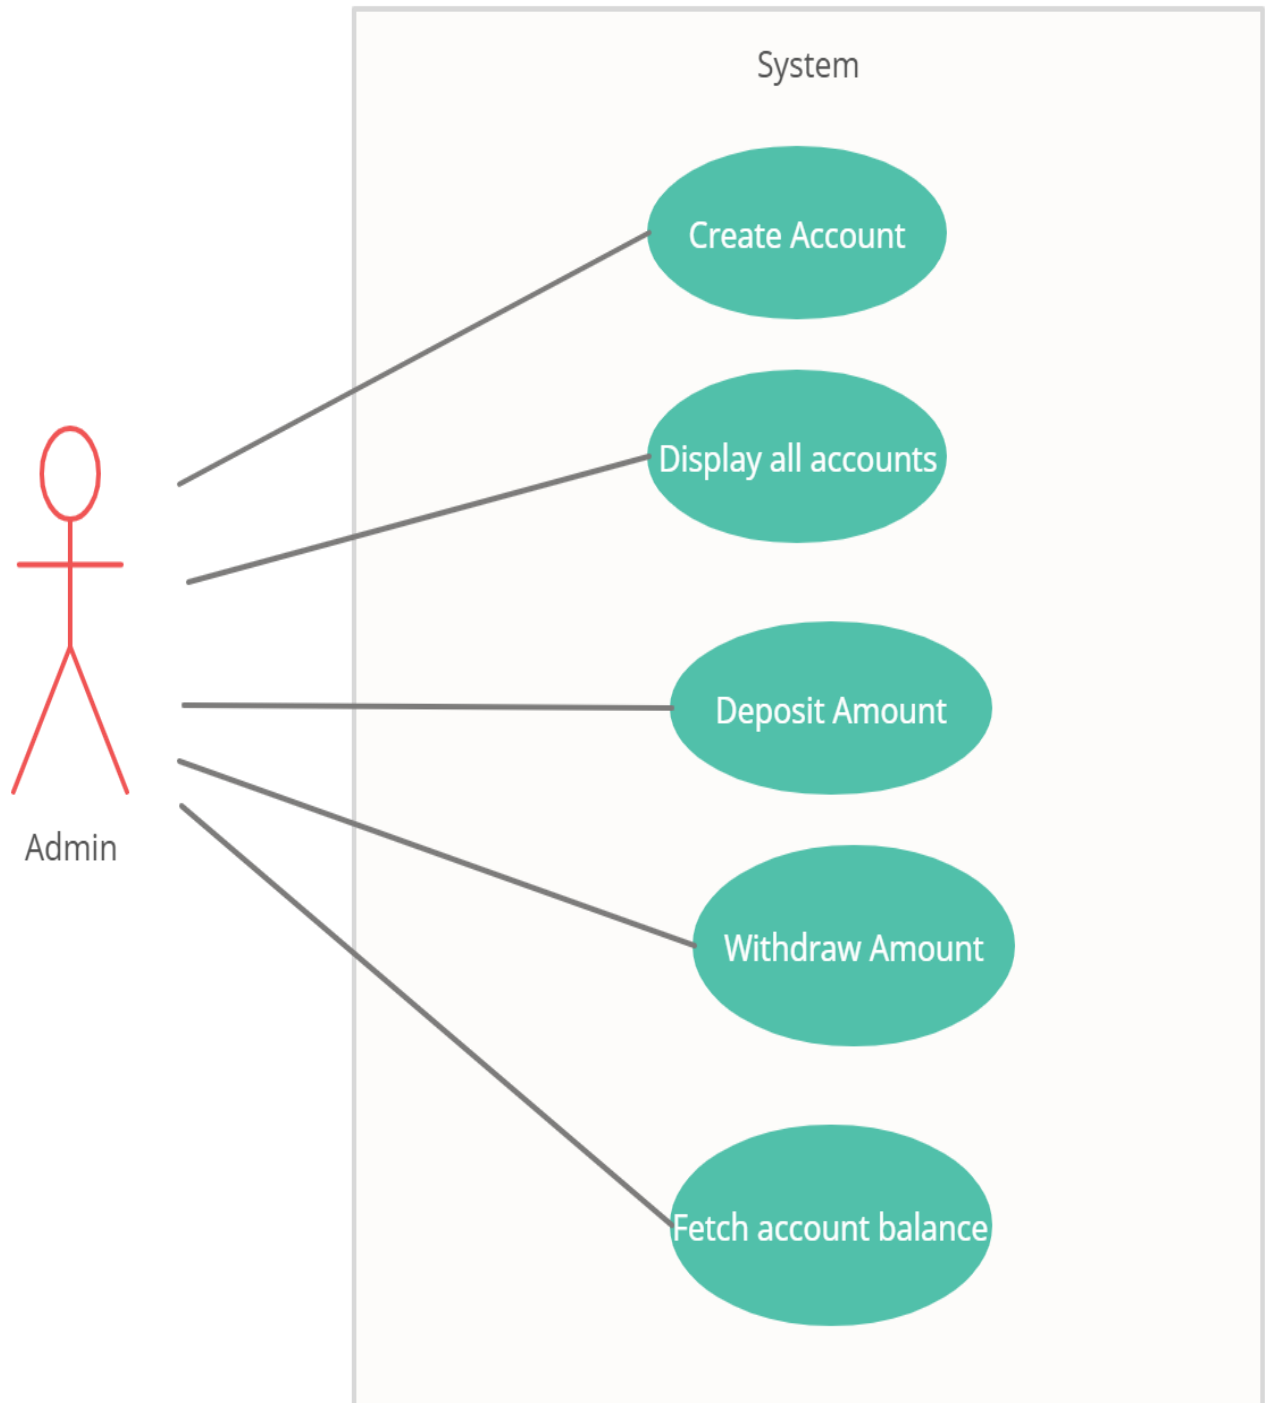 System
Create Account
Display all accounts
Deposit Amount
Admin
Withdraw Amount
Fetch account balance